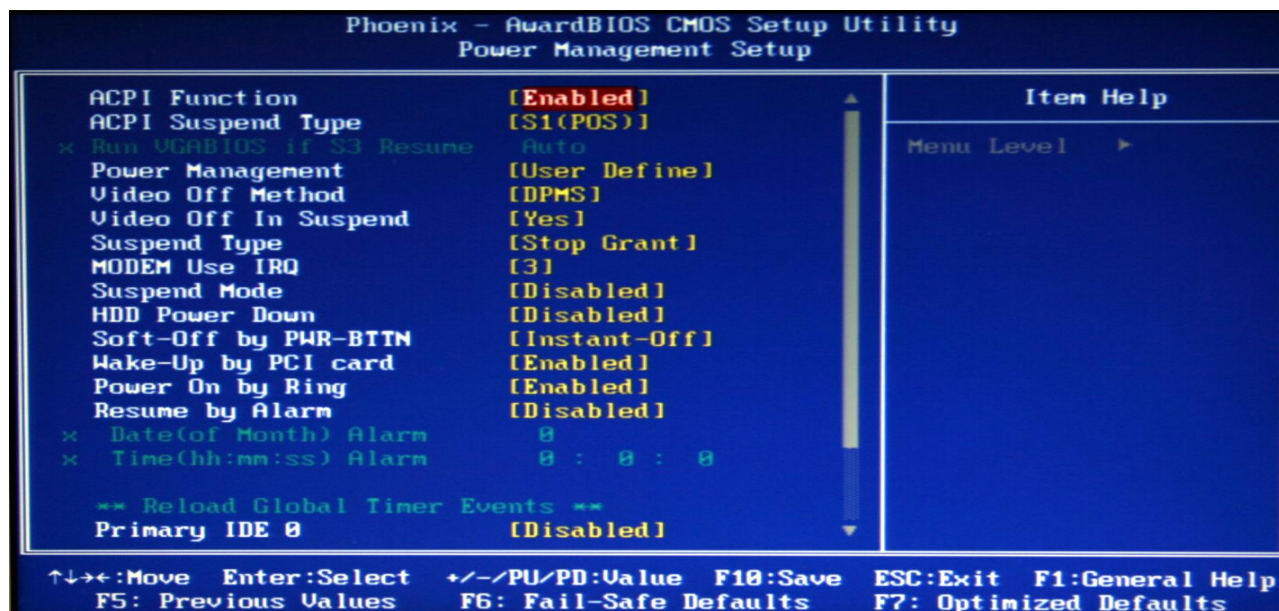 Phoenix - AwardBIOS CMOS Setup Utility
Power Management Setup
ACPI Function [Enabled]
ACPI Suspend Type [S1(POS)]
x Run VGABIOS if S3 Resume Auto
Power Management [User Define]
Video Off Method [DPMS]
Video Off In Suspend [Yes]
Suspend Type [Stop Grant]
MODEM Use IRQ [3]
Suspend Mode [Disabled]
HDD Power Down [Disabled]
Soft-Off by PWR-BTTN [Instant-Off]
Wake-Up by PCI card [Enabled]
Power On by Ring [Enabled]
Resume by Alarm [Disabled]
x Date(of Month) Alarm 0
x Time(hh:mm:ss) Alarm 0 : 0 : 0
** Reload Global Timer Events **
Primary IDE 0 [Disabled]
Item Help
Menu Level ►
↑↓→←:Move Enter:Select +/-/PU/PD:Value F10:Save ESC:Exit F1:General Help
F5: Previous Values F6: Fail-Safe Defaults F7: Optimized Defaults